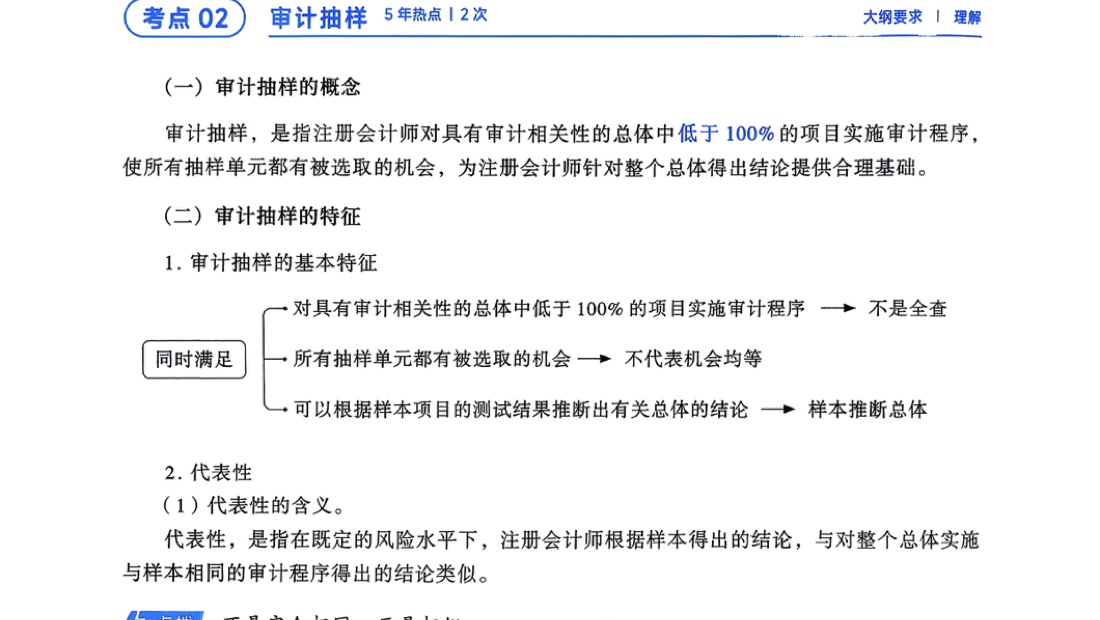 考点 02 审计抽样 5 年热点 | 2 次 大纲要求 | 理解
（一）审计抽样的概念
审计抽样，是指注册会计师对具有审计相关性的总体中低于 100% 的项目实施审计程序，
使所有抽样单元都有被选取的机会，为注册会计师针对整个总体得出结论提供合理基础。
（二）审计抽样的特征
1. 审计抽样的基本特征
对具有审计相关性的总体中低于 100% 的项目实施审计程序 → 不是全查
同时满足
所有抽样单元都有被选取的机会 → 不代表机会均等
可以根据样本项目的测试结果推断出有关总体的结论 → 样本推断总体
2. 代表性
（1）代表性的含义。
代表性，是指在既定的风险水平下，注册会计师根据样本得出的结论，与对整个总体实施
与样本相同的审计程序得出的结论类似。